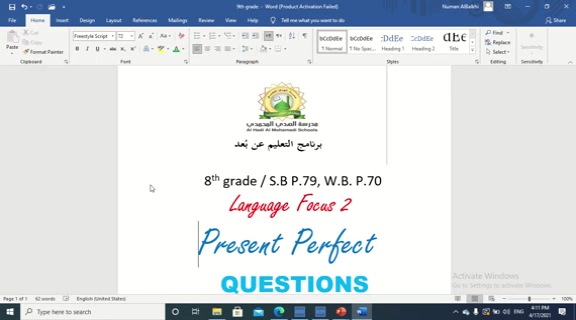 9th-grade - Word (Product Activation Failed)
Numan AlBalkhi
File Home Insert Draw Design Layout References Mailings Review View Help Tell me what you want to do
Share
Paste
Cut
Copy
Format Painter
Clipboard
Freestyle Script 72
Font
Paragraph
AaBbCcDdEe
¶ Normal
¶ No Spac...
Heading 1
Heading 2
Title
Styles
Find
Replace
Select
Editing
Sensitivity
مدرسة الهدي المحمدي
Al Hadi Al Mohamadi Schools
برنامج التعليم عن بُعد
8th grade / S.B P.79, W.B. P.70
Language Focus 2
Present Perfect
QUESTIONS
Activate Windows
Go to Settings to activate Windows.
Page 1 of 1 62 words English (United States) 100%
Type here to search
ENG
4:11 PM
4/17/2021